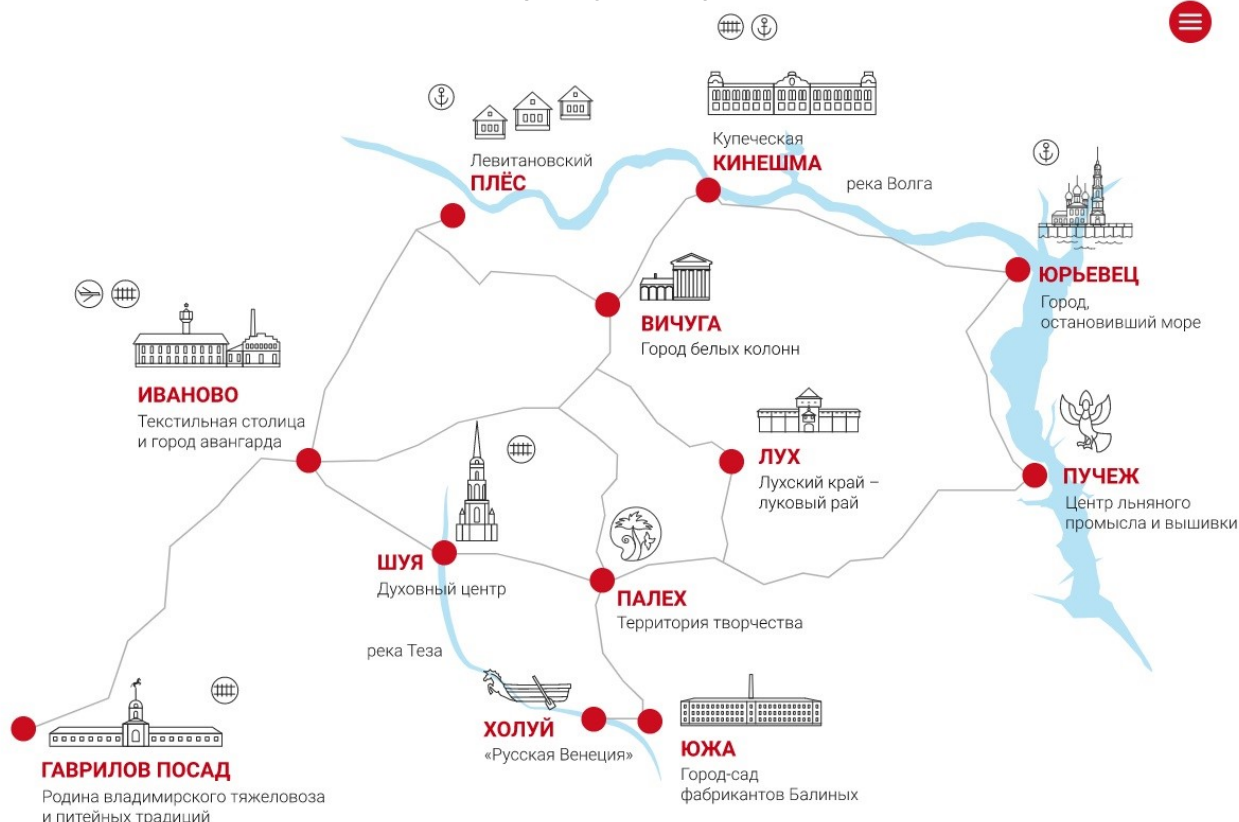 Купеческая
КИНЕШМА
Левитановский
ПЛЁС
река Волга
ЮРЬЕВЕЦ
Город,
остановивший море
ВИЧУГА
Город белых колонн
ИВАНОВО
Текстильная столица
и город авангарда
ЛУХ
Лухский край –
луковый рай
ПУЧЕЖ
Центр льняного
промысла и вышивки
ШУЯ
Духовный центр
ПАЛЕХ
Территория творчества
река Теза
ХОЛУЙ
«Русская Венеция»
ЮЖА
Город-сад
фабрикантов Балиных
ГАВРИЛОВ ПОСАД
Родина владимирского тяжеловоза
и питейных традиций